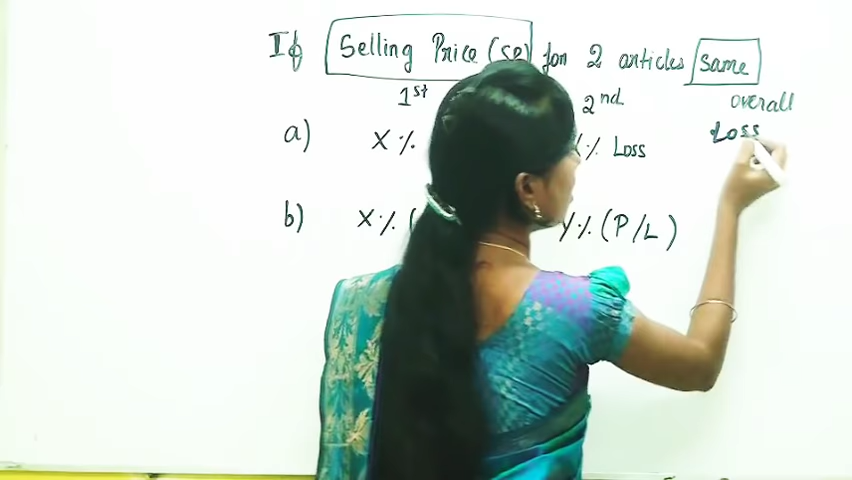 If Selling Price (SP) for 2 articles same
1st 2nd overall
a) X% X% Loss Loss
b) X% ( Y% (P/L)